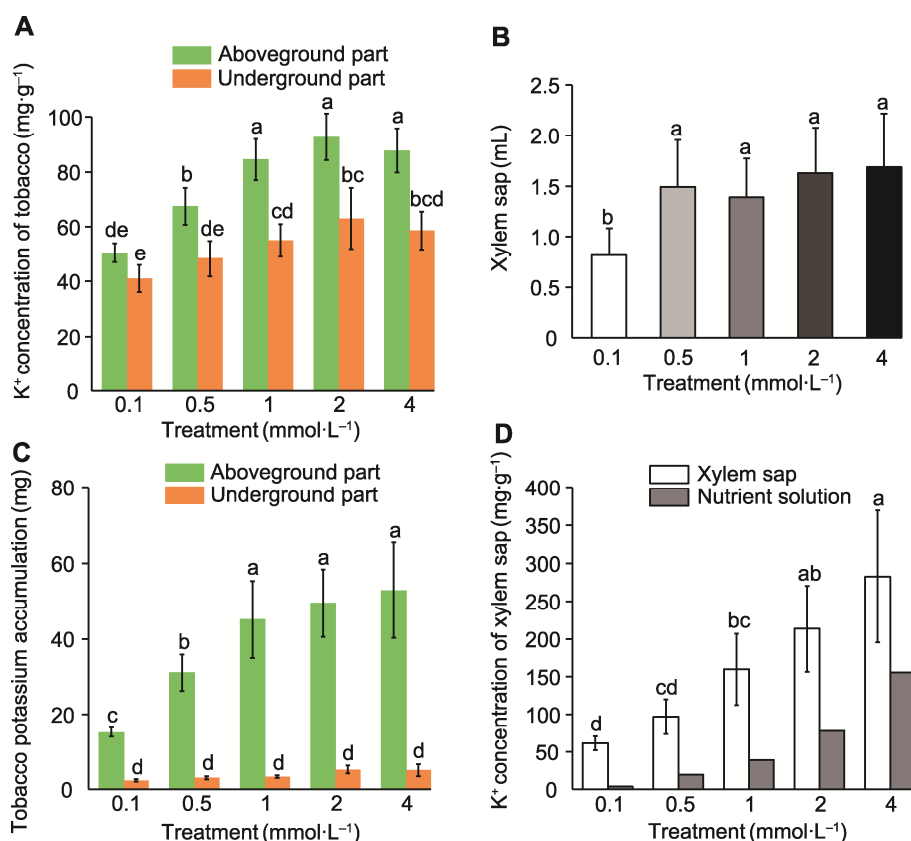 A
Aboveground part
Underground part
K⁺ concentration of tobacco (mg·g⁻¹)
100
80
60
40
20
0
de
e
b
de
a
cd
a
bc
a
bcd
0.1 0.5 1 2 4
Treatment (mmol·L⁻¹)
B
Xylem sap (mL)
2.5
2.0
1.5
1.0
0.5
0
b
a
a
a
a
0.1 0.5 1 2 4
Treatment (mmol·L⁻¹)
C
Aboveground part
Underground part
Tobacco potassium accumulation (mg)
80
60
40
20
0
c
d
b
d
a
d
a
d
a
d
0.1 0.5 1 2 4
Treatment (mmol·L⁻¹)
D
Xylem sap
Nutrient solution
K⁺ concentration of xylem sap (mg·g⁻¹)
400
350
300
250
200
150
100
50
0
d
cd
bc
ab
a
0.1 0.5 1 2 4
Treatment (mmol·L⁻¹)